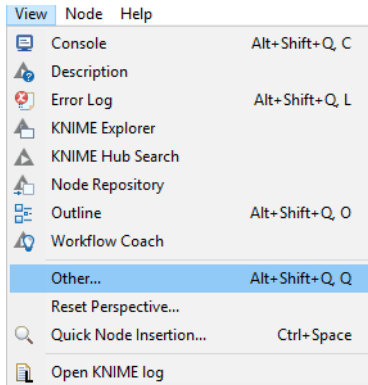 View Node Help
Console Alt+Shift+Q, C
Description
Error Log Alt+Shift+Q, L
KNIME Explorer
KNIME Hub Search
Node Repository
Outline Alt+Shift+Q, O
Workflow Coach
Other... Alt+Shift+Q, Q
Reset Perspective...
Quick Node Insertion... Ctrl+Space
Open KNIME log